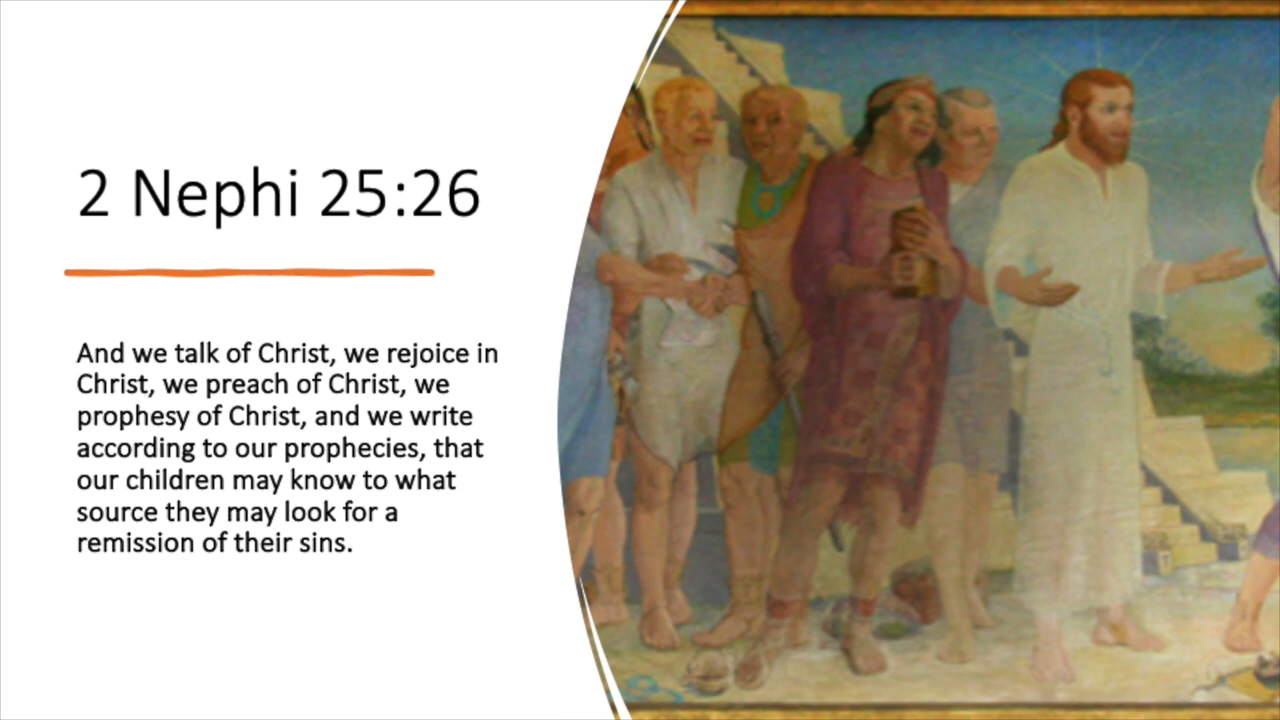 2 Nephi 25:26
And we talk of Christ, we rejoice in
Christ, we preach of Christ, we
prophesy of Christ, and we write
according to our prophecies, that
our children may know to what
source they may look for a
remission of their sins.